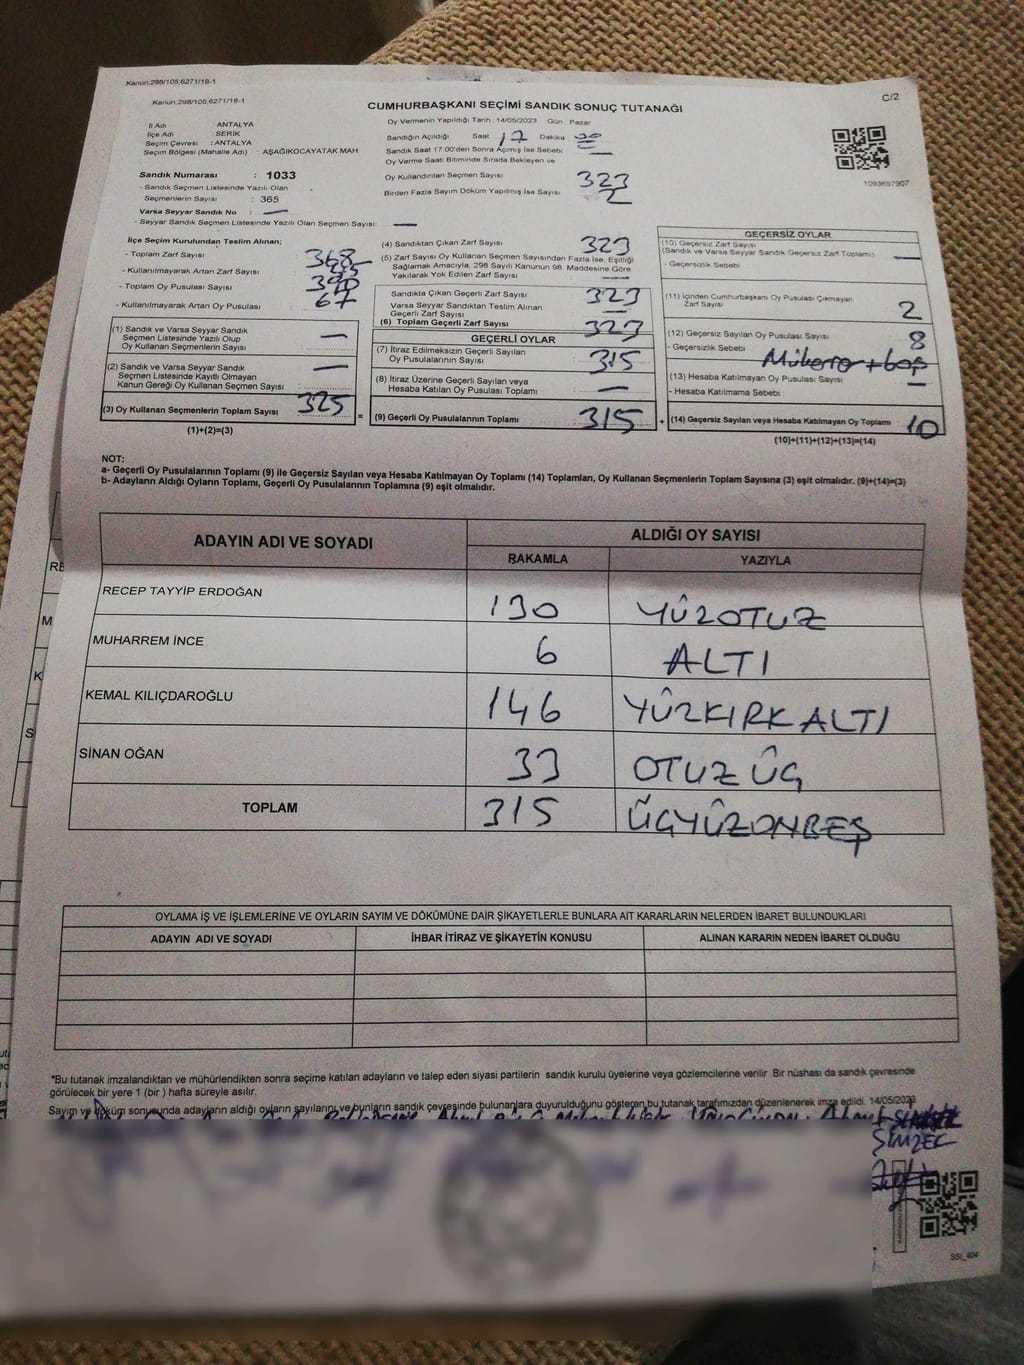 Kanun:298/105;6271/18-1
Kanun:298/105;6271/18-1
C/2
CUMHURBAŞKANI SEÇİMİ SANDIK SONUÇ TUTANAĞI
İl Adı : ANTALYA
İlçe Adı : SERİK
Seçim Çevresi : ANTALYA
Seçim Bölgesi (Mahalle Adı) : AŞAĞIKOCAYATAK MAH.
Sandık Numarası : 1033
- Sandık Seçmen Listesinde Yazılı Olan
Seçmenlerin Sayısı : 365
Varsa Seyyar Sandık No : —
- Seyyar Sandık Seçmen Listesinde Yazılı Olan Seçmen Sayısı : —
Oy Vermenin Yapıldığı Tarih : 14/05/2023 Gün : Pazar
Sandığın Açıldığı Saat 17 Dakika
Sandık Saat 17.00'den Sonra Açmış İse Sebebi —
Oy Verme Saati Bitiminde Sırada Bekleyen ve
Oy Kullandırılan Seçmen Sayısı 323
Birden Fazla Sayım Döküm Yapılmış İse Sayısı 2
1093657907
İlçe Seçim Kurulundan Teslim Alınan;
- Toplam Zarf Sayısı : 368
- Kullanılmayarak Artan Zarf Sayısı
- Toplam Oy Pusulası Sayısı :
- Kullanılmayarak Artan Oy Pusulası : 67
(1) Sandık ve Varsa Seyyar Sandık
Seçmen Listesinde Yazılı Olup
Oy Kullanan Seçmenlerin Sayısı —
(2) Sandık ve Varsa Seyyar Sandık
Seçmen Listesinde Kayıtlı Olmayan
Kanun Gereği Oy Kullanan Seçmen Sayısı —
(3) Oy Kullanan Seçmenlerin Toplam Sayısı : 325
(1)+(2)=(3)
(4) Sandıktan Çıkan Zarf Sayısı 323
(5) Zarf Sayısı Oy Kullanan Seçmen Sayısından Fazla İse, Eşitliği
Sağlamak Amacıyla, 298 Sayılı Kanunun 98. Maddesine Göre
Yakılarak Yok Edilen Zarf Sayısı —
Sandıkta Çıkan Geçerli Zarf Sayısı 323
Varsa Seyyar Sandıktan Teslim Alınan
Geçerli Zarf Sayısı —
(6) Toplam Geçerli Zarf Sayısı 323
GEÇERLİ OYLAR
(7) İtiraz Edilmeksizin Geçerli Sayılan
Oy Pusulalarının Sayısı : 315
(8) İtiraz Üzerine Geçerli Sayılan veya
Hesaba Katılan Oy Pusulası Toplamı : —
= (9) Geçerli Oy Pusulalarının Toplamı : 315
GEÇERSİZ OYLAR
(10) Geçersiz Zarf Sayısı
(Sandık ve Varsa Seyyar Sandık Geçersiz Zarf Toplamı) : —
- Geçersizlik Sebebi
(11) İçinden Cumhurbaşkanı Oy Pusulası Çıkmayan
Zarf Sayısı 2
(12) Geçersiz Sayılan Oy Pusulası Sayısı 8
- Geçersizlik Sebebi
(13) Hesaba Katılmayan Oy Pusulası Sayısı —
- Hesaba Katılmama Sebebi
+ (14) Geçersiz Sayılan veya Hesaba Katılmayan Oy Toplamı : 10
(10)+(11)+(12)+(13)=(14)
NOT:
a- Geçerli Oy Pusulalarının Toplamı (9) ile Geçersiz Sayılan veya Hesaba Katılmayan Oy Toplamı (14) Toplamları, Oy Kullanan Seçmenlerin Toplam Sayısına (3) eşit olmalıdır. (9)+(14)=(3)
b- Adayların Aldığı Oyların Toplamı, Geçerli Oy Pusulalarının Toplamına (9) eşit olmalıdır.
ADAYIN ADI VE SOYADI ALDIĞI OY SAYISI
RAKAMLA YAZIYLA
RECEP TAYYİP ERDOĞAN 130 YÜZOTUZ
MUHARREM İNCE 6 ALTI
KEMAL KILIÇDAROĞLU 146 YÜZKIRKALTI
SİNAN OĞAN 33 OTUZ ÜÇ
TOPLAM 315 ÜÇYÜZONBEŞ
OYLAMA İŞ VE İŞLEMLERİNE VE OYLARIN SAYIM VE DÖKÜMÜNE DAİR ŞİKAYETLERLE BUNLARA AİT KARARLARIN NELERDEN İBARET BULUNDUKLARI
ADAYIN ADI VE SOYADI İHBAR İTİRAZ VE ŞİKAYETİN KONUSU ALINAN KARARIN NEDEN İBARET OLDUĞU
*Bu tutanak imzalandıktan ve mühürlendikten sonra seçime katılan adayların ve talep eden siyasi partilerin sandık kurulu üyelerine veya gözlemcilerine verilir. Bir nüshası da sandık çevresinde
görülecek bir yere 1 (bir ) hafta süreyle asılır.
Sayım ve döküm sonusunda adayların aldığı oyların sayılarını ve bunların sandık çevresinde bulunanlara duyurulduğunu gösteren bu tutanak tarafımızdan düzenlenerek imza edildi. 14/05/2023
ŞİMZEC
SSİ_404